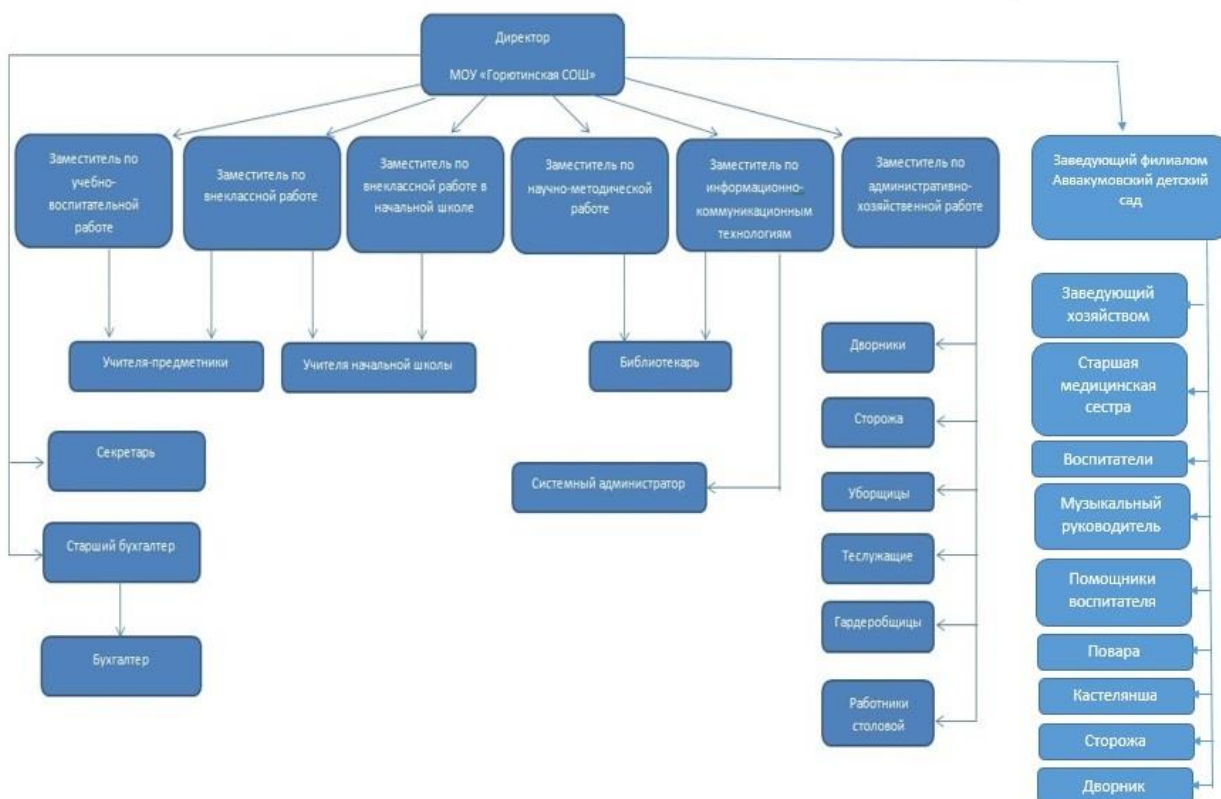 Директор
МОУ «Горютинская СОШ»
Заместитель по
учебно-
воспитательной
работе
Заместитель по
внеклассной работе
Заместитель по
внеклассной работе в
начальной школе
Заместитель по
научно-методической
работе
Заместитель по
информационно-
коммуникационным
технологиям
Заместитель по
административно-
хозяйственной работе
Заведующий филиалом
Аввакумовский детский
сад
Учителя-предметники
Учителя начальной школы
Библиотекарь
Секретарь
Старший бухгалтер
Бухгалтер
Системный администратор
Дворники
Сторожа
Уборщицы
Теслужащие
Гардеробщицы
Работники
столовой
Заведующий
хозяйством
Старшая
медицинская
сестра
Воспитатели
Музыкальный
руководитель
Помощники
воспитателя
Повара
Кастелянша
Сторожа
Дворник